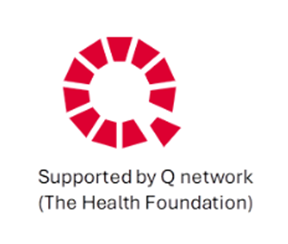 Supported by Q network
(The Health Foundation)